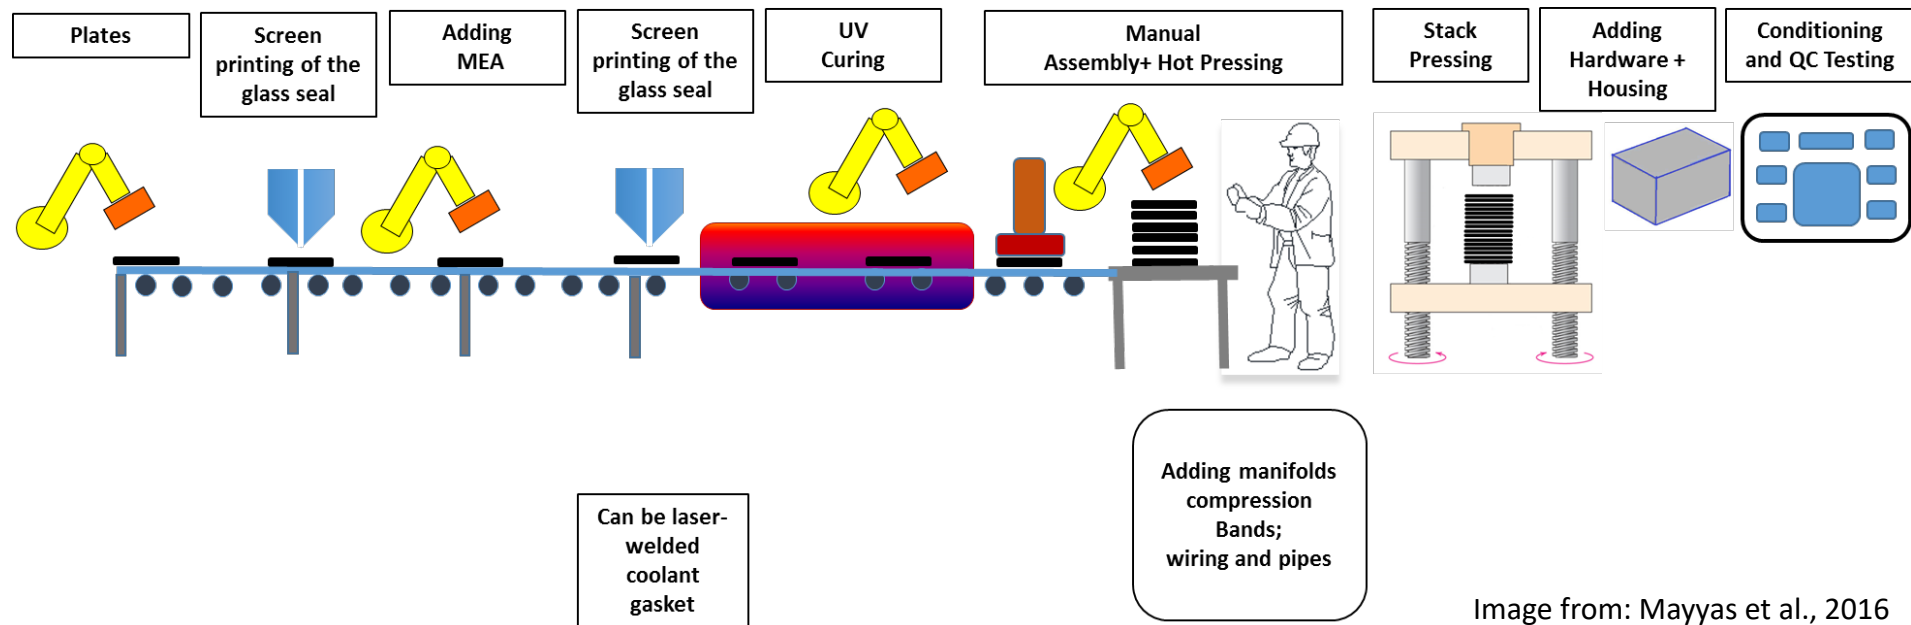 Plates
Screen
printing of the
glass seal
Adding
MEA
Screen
printing of the
glass seal
UV
Curing
Manual
Assembly+ Hot Pressing
Stack
Pressing
Adding
Hardware +
Housing
Conditioning
and QC Testing
Can be laser-
welded
coolant
gasket
Adding manifolds
compression
Bands;
wiring and pipes
Image from: Mayyas et al., 2016